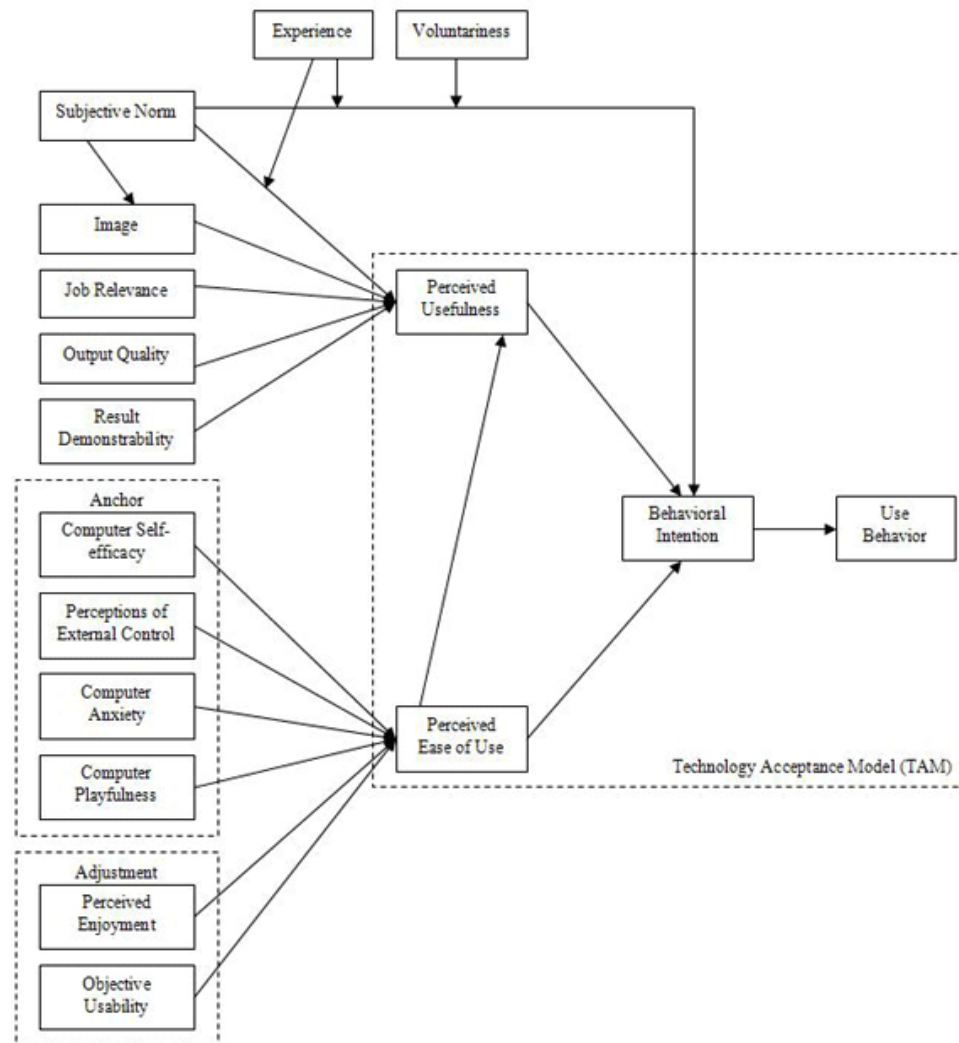 Experience
Voluntariness
Subjective Norm
Image
Job Relevance
Output Quality
Result
Demonstrability
Perceived
Usefulness
Anchor
Computer Self-
efficacy
Perceptions of
External Control
Computer
Anxiety
Computer
Playfulness
Behavioral
Intention
Use
Behavior
Perceived
Ease of Use
Technology Acceptance Model (TAM)
Adjustment
Perceived
Enjoyment
Objective
Usability